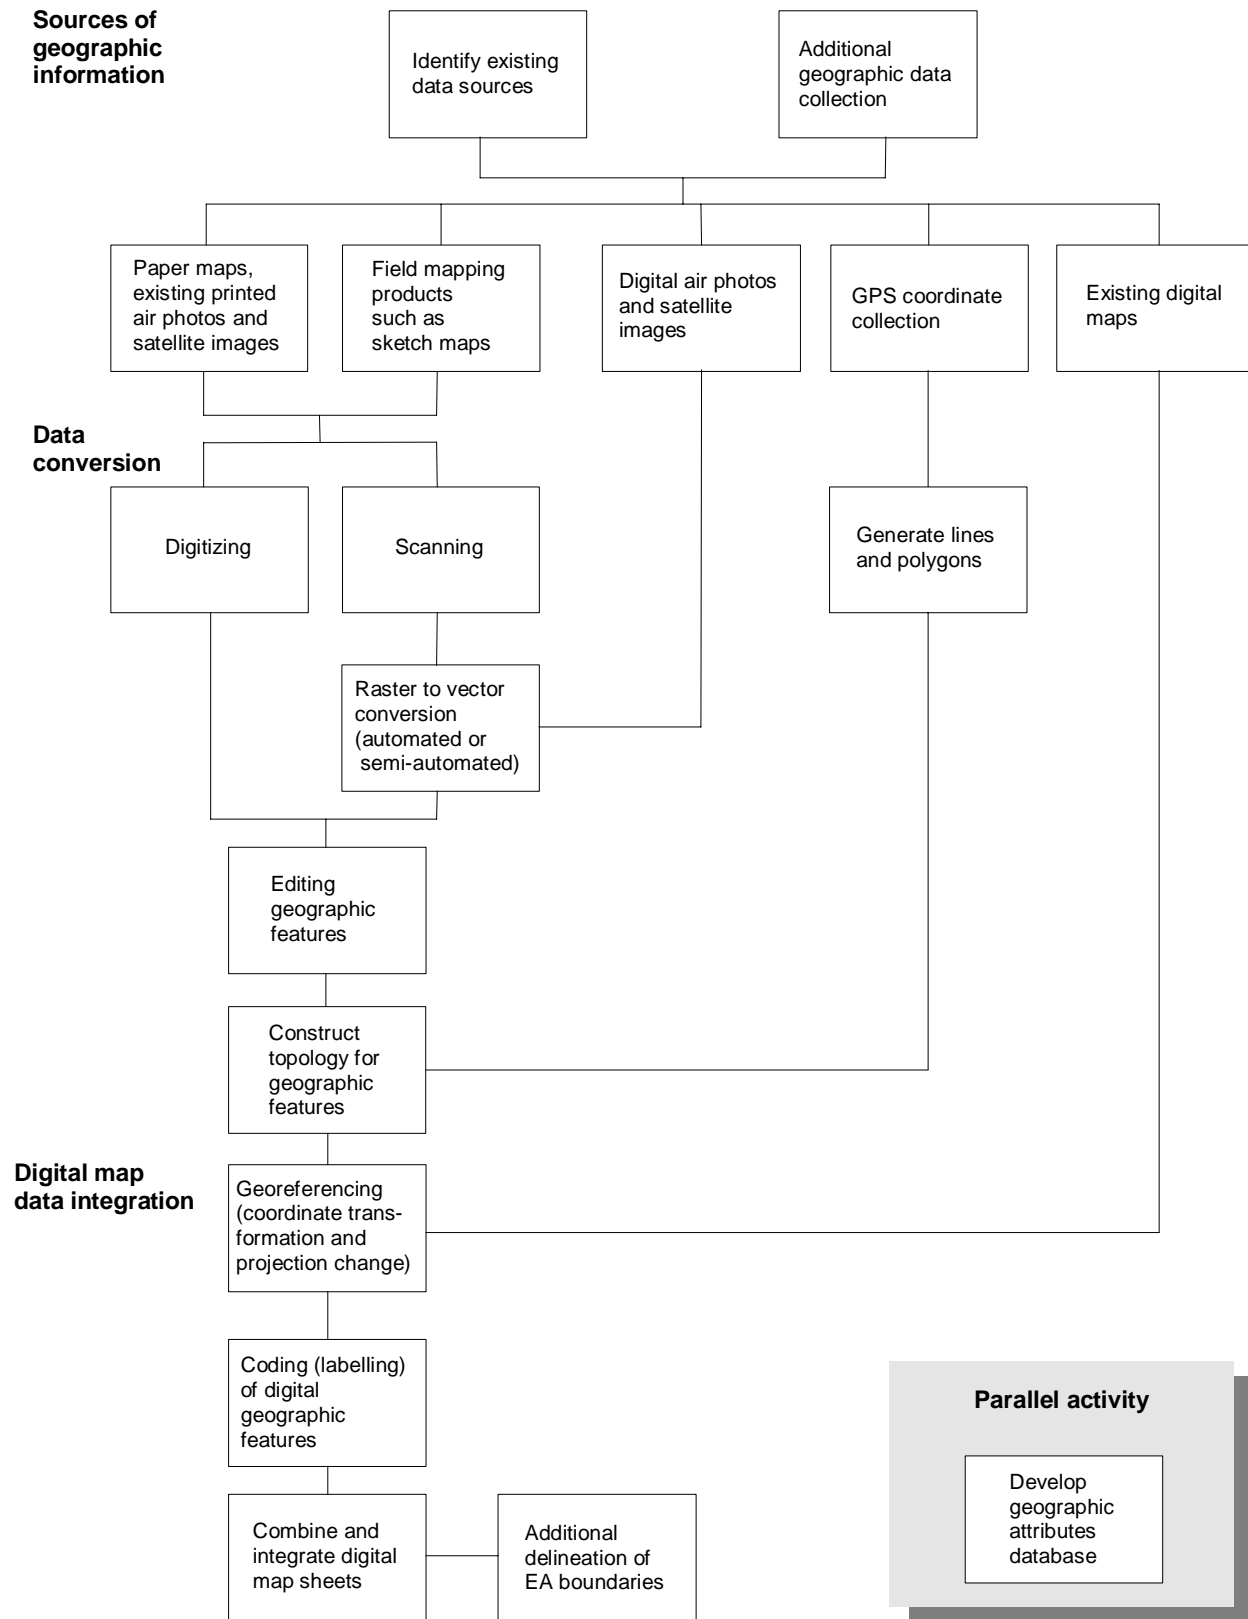 Sources of
geographic
information
Identify existing
data sources
Additional
geographic data
collection
Paper maps,
existing printed
air photos and
satellite images
Field mapping
products
such as
sketch maps
Digital air photos
and satellite
images
GPS coordinate
collection
Existing digital
maps
Data
conversion
Digitizing
Scanning
Generate lines
and polygons
Raster to vector
conversion
(automated or
semi-automated)
Editing
geographic
features
Construct
topology for
geographic
features
Digital map
data integration
Georeferencing
(coordinate trans-
formation and
projection change)
Coding (labelling)
of digital
geographic
features
Combine and
integrate digital
map sheets
Additional
delineation of
EA boundaries
Parallel activity
Develop
geographic
attributes
database